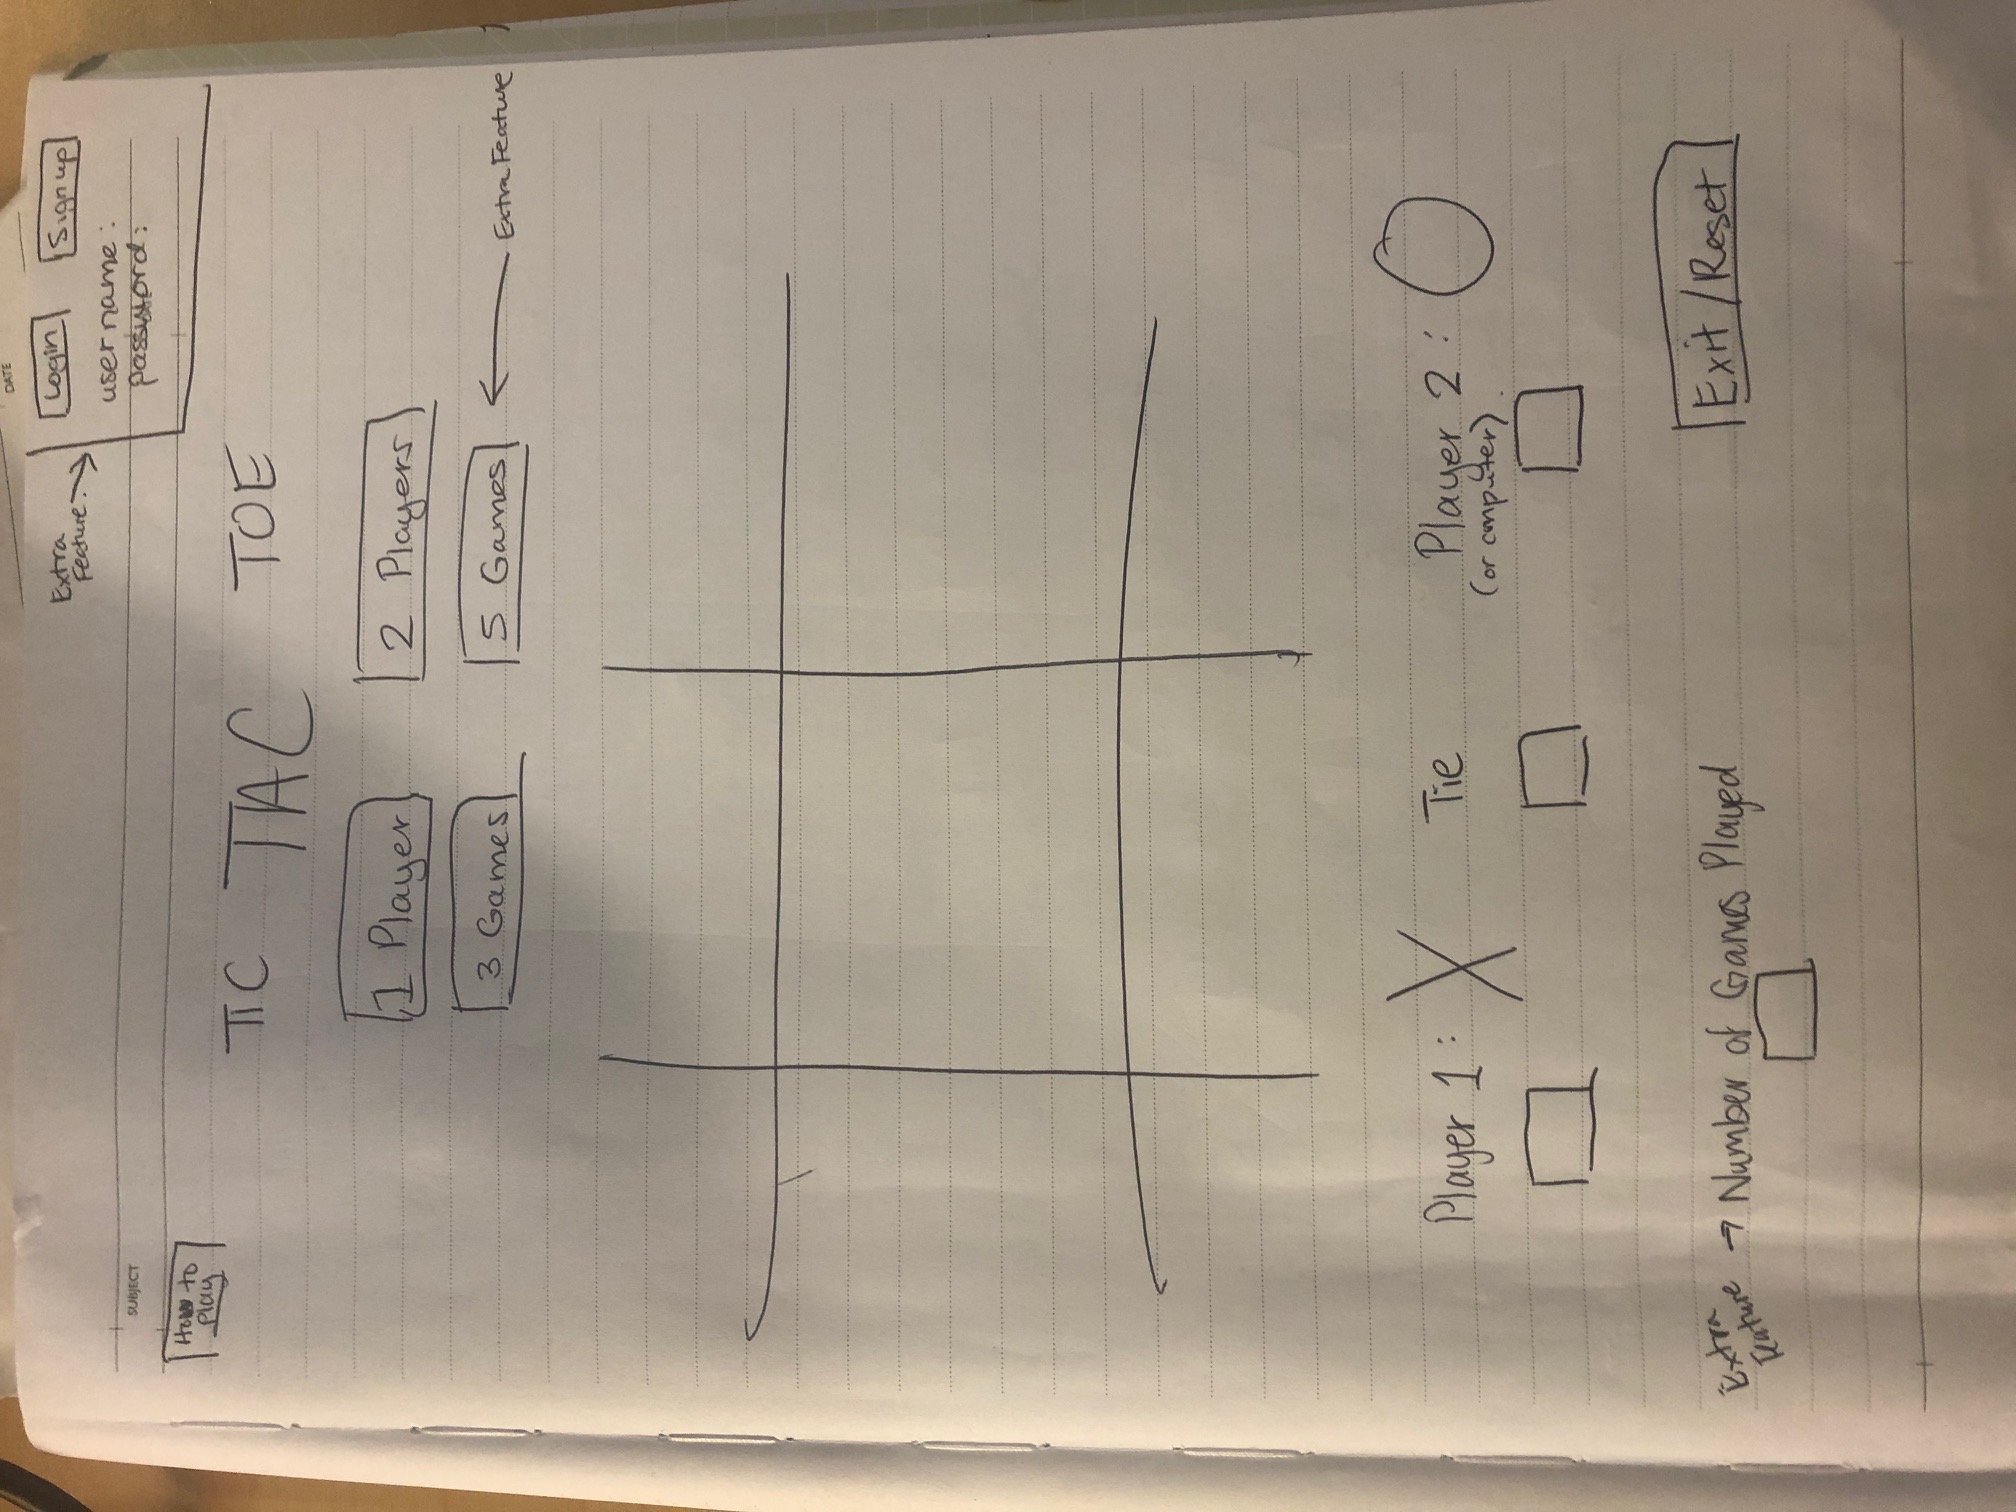 DATE
Extra
Feature.
Login
Sign up
username:
password:
SUBJECT
How to
play
TIC TAC TOE
1 Player
2 Players
3 Games
5 Games
Extra Feature
Player 1: X
Tie
Player 2: O
(or computer).
Extra
Feature
Number of Games Played
Exit/Reset